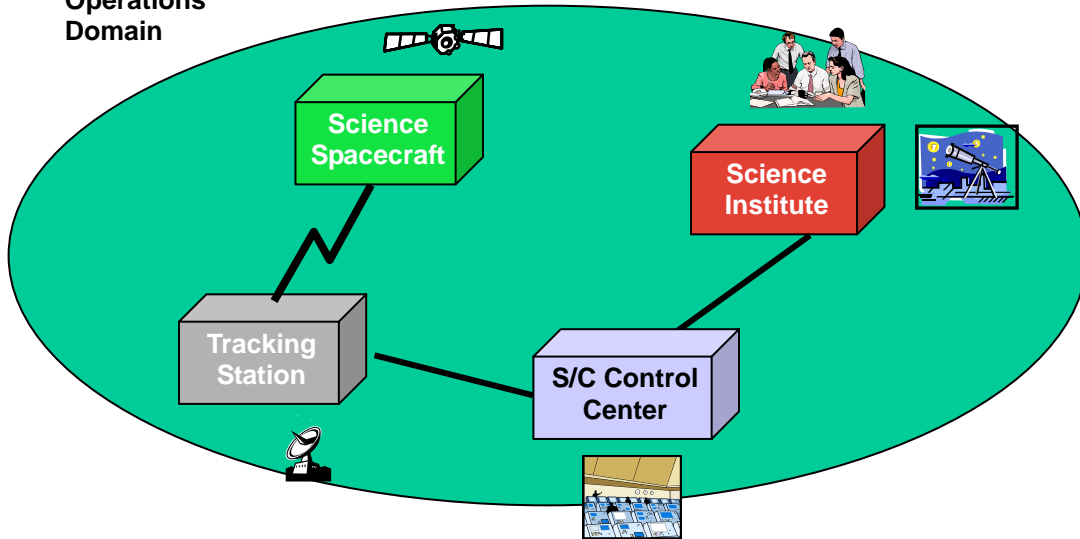 Operations
Domain
Science
Spacecraft
Science
Institute
Tracking
Station
S/C Control
Center